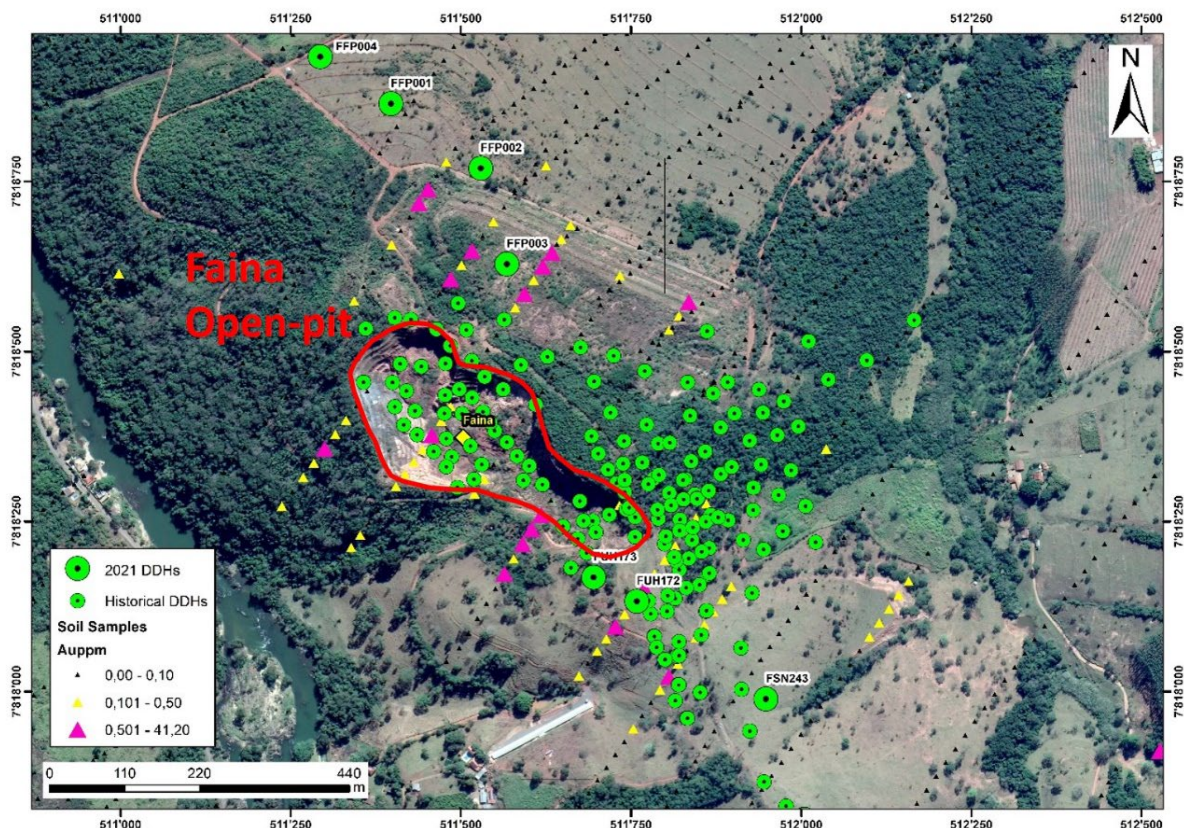 511'000 511'250 511'500 511'750 512'000 512'250 512'500
N
FFP004
FFP001
FFP002
7'818'750 7'818'750
FFP003
Faina
Open-pit
7'818'500 7'818'500
Faina
7'818'250 7'818'250
FUH173
FUH172
2021 DDHs
Historical DDHs
Soil Samples
Auppm
0,00 - 0,10
0,101 - 0,50
0,501 - 41,20
FSN243
7'818'000 7'818'000
0 110 220 440
m
511'000 511'250 511'500 511'750 512'000 512'250 512'500